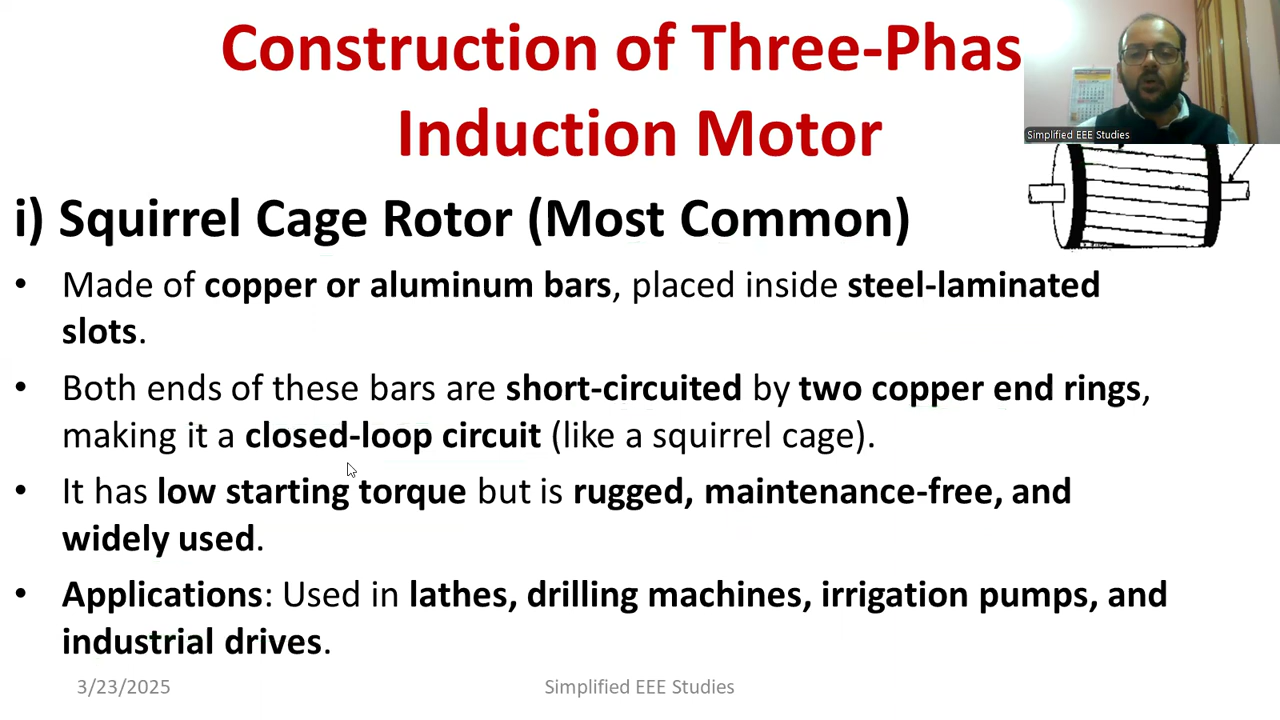 Construction of Three-Phas
Induction Motor
Simplified EEE Studies
i) Squirrel Cage Rotor (Most Common)
• Made of copper or aluminum bars, placed inside steel-laminated
slots.
• Both ends of these bars are short-circuited by two copper end rings,
making it a closed-loop circuit (like a squirrel cage).
• It has low starting torque but is rugged, maintenance-free, and
widely used.
• Applications: Used in lathes, drilling machines, irrigation pumps, and
industrial drives.
3/23/2025
Simplified EEE Studies